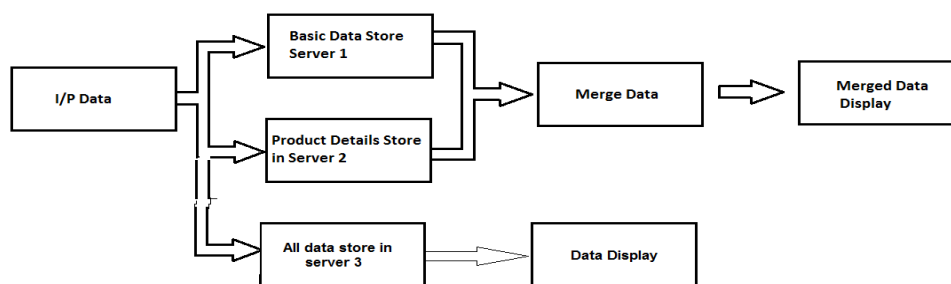 Basic Data Store
Server 1
I/P Data
Merge Data
Merged Data
Display
Product Details Store
in Server 2
All data store in
server 3
Data Display